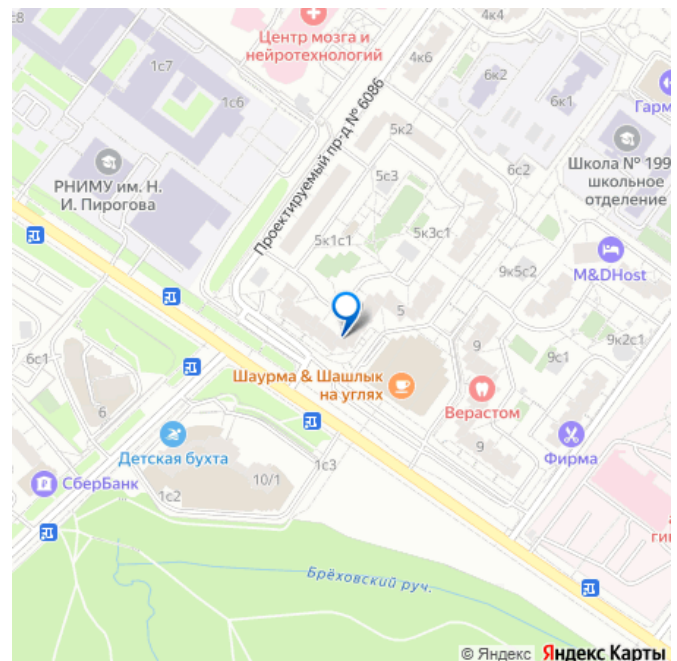 с8
4к4
Центр мозга и
нейротехнологий
1с7
4к6
6к2
1с6
6к1
Гарм
Проектируемый пр-д № 6086
5к2
Школа № 199
школьное
отделение
РНИМУ им. Н.
И. Пирогова
5с3
6с2
5к1с1
5к3с1
9к5с2
M&DHost
5
9
9к2с1
9с1
6с1
Шаурма & Шашлык
на углях
6
Верастом
9
Фирма
Детская бухта
СберБанк
10/1
1с3
1с2
гин
Брёховский руч.
© Яндекс Яндекс Карты